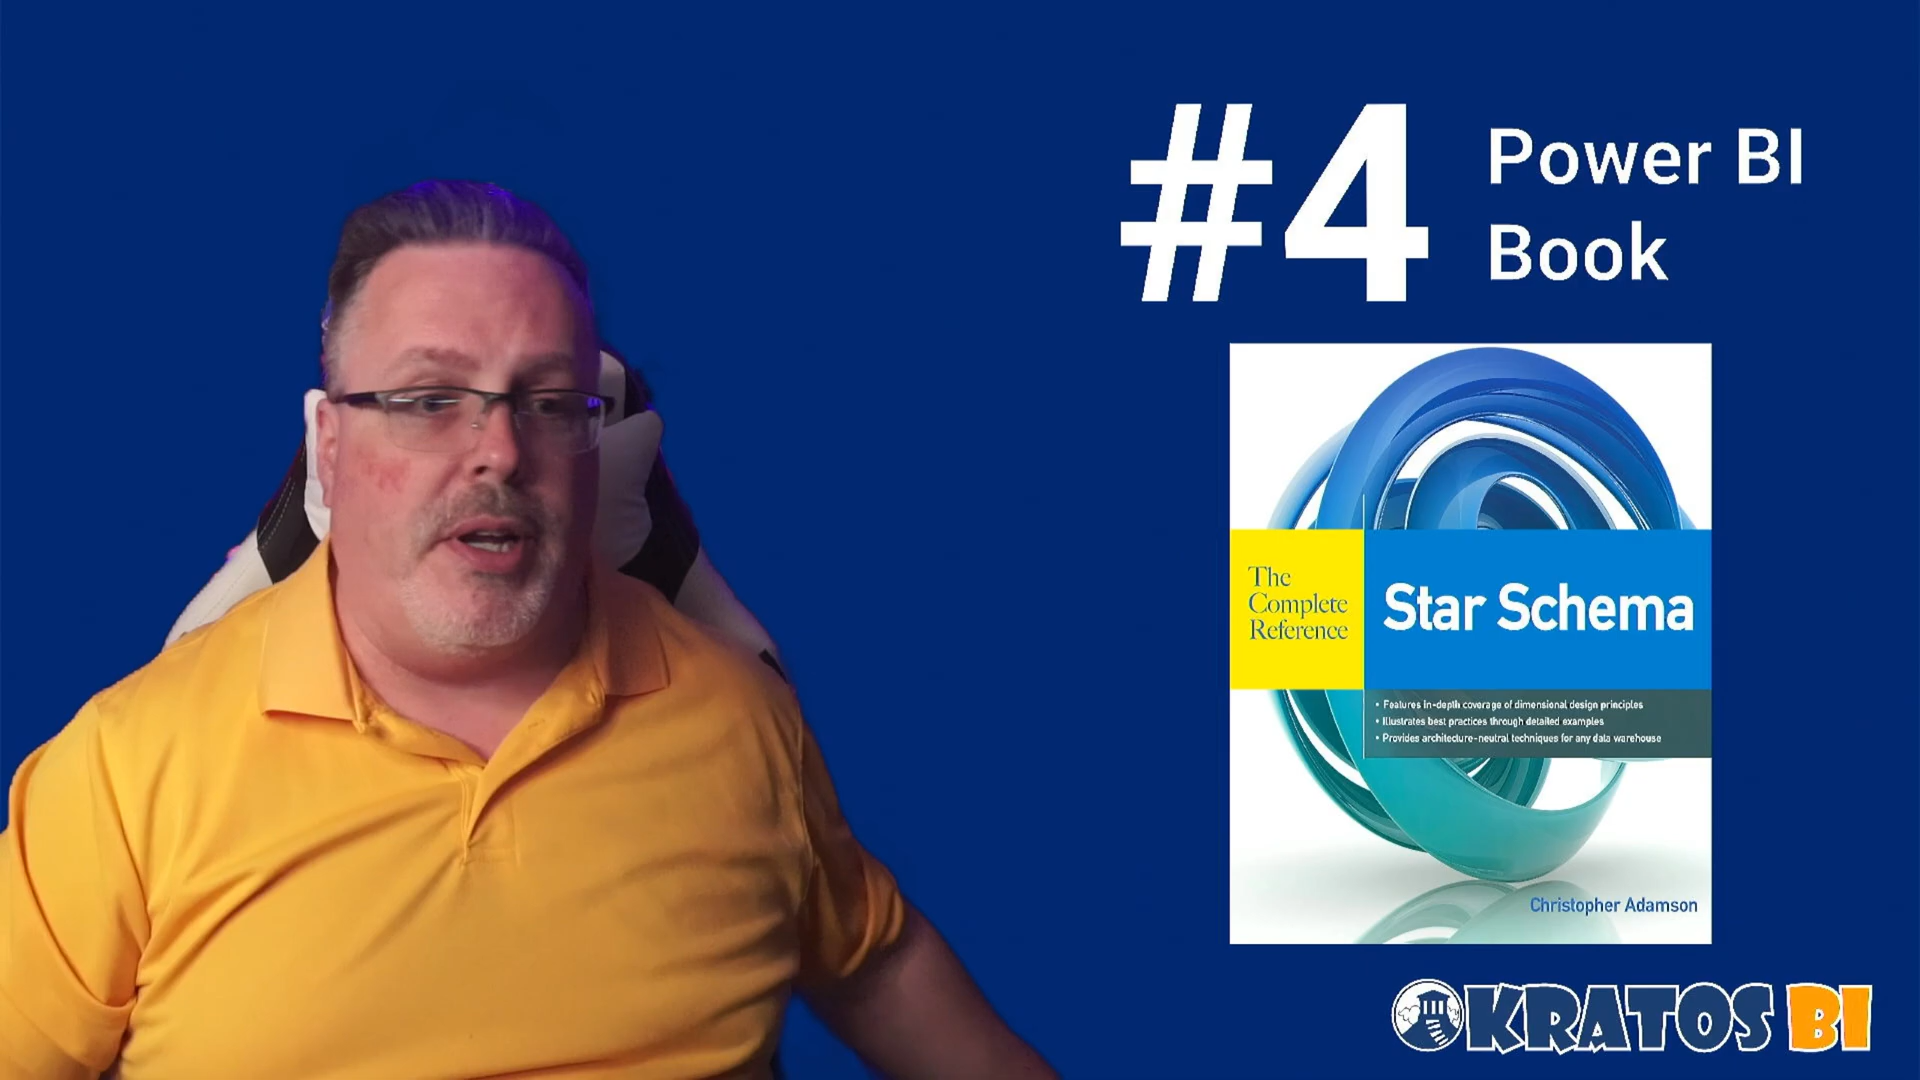 #4 Power BI
Book
The
Complete
Reference
Star Schema
• Features in-depth coverage of dimensional design principles
• Illustrates best practices through detailed examples
• Provides architecture-neutral techniques for any data warehouse
Christopher Adamson
KRATOS BI